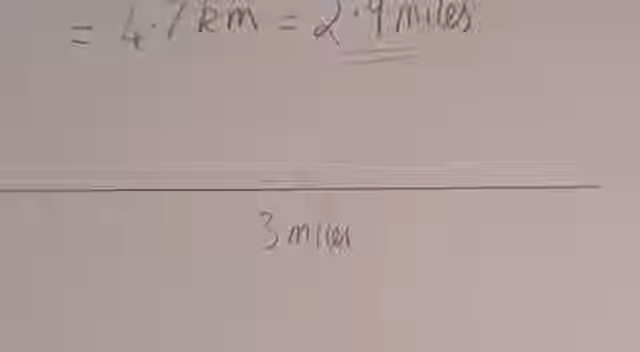 = 4.7 km = 2.9 miles
3 miles